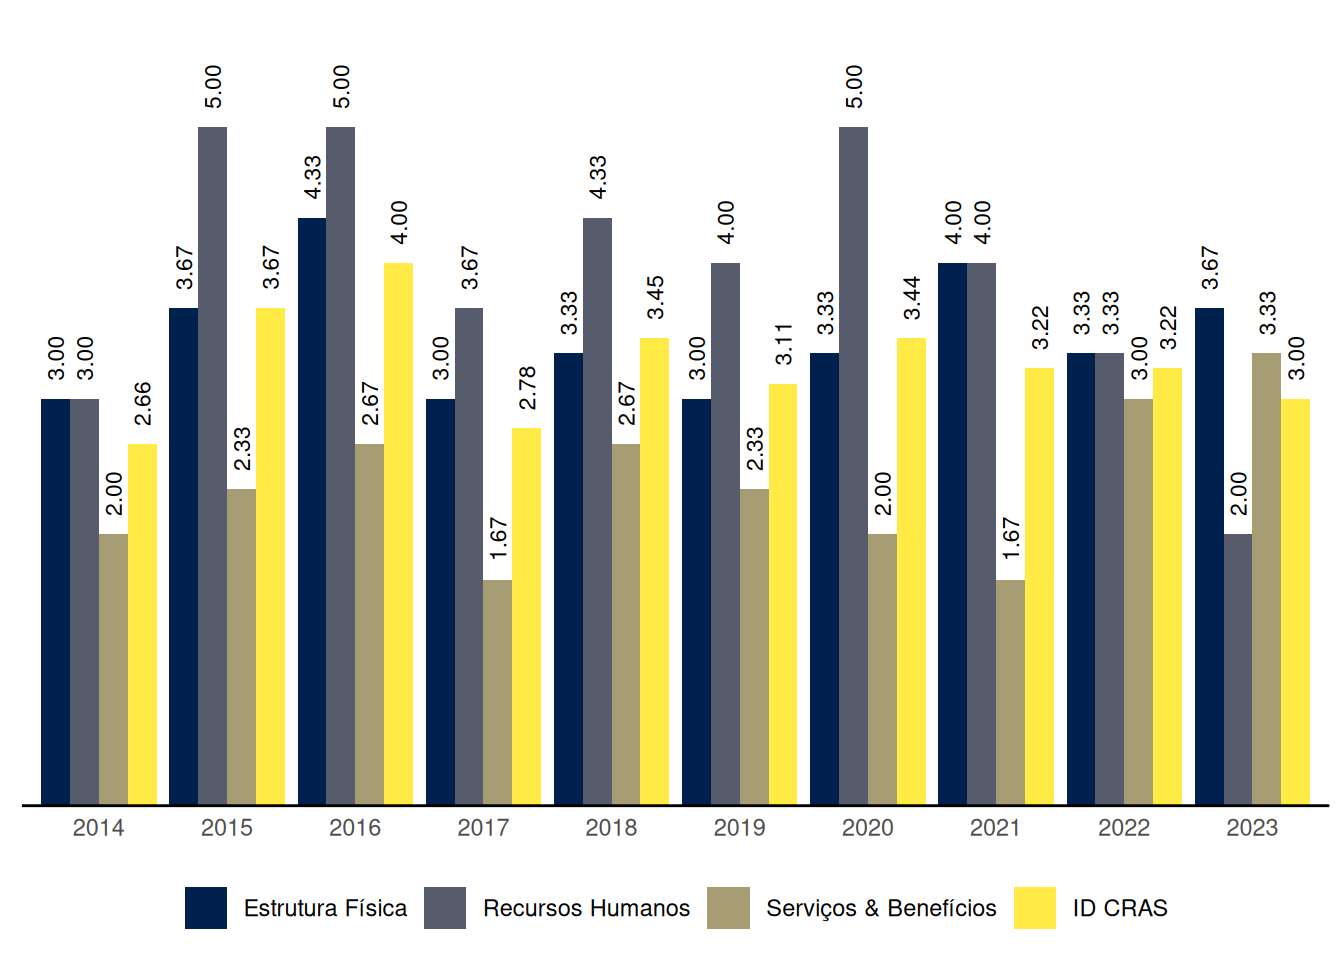 3.00 3.00 2.00 2.66
3.67 5.00 2.33 3.67
4.33 5.00 2.67 4.00
3.00 3.67 1.67 2.78
3.33 4.33 2.67 3.45
3.00 4.00 2.33 3.11
3.33 5.00 2.00 3.44
4.00 4.00 1.67 3.22
3.33 3.33 3.00 3.22
3.67 2.00 3.33 3.00
2014 2015 2016 2017 2018 2019 2020 2021 2022 2023
Estrutura Física Recursos Humanos Serviços & Benefícios ID CRAS